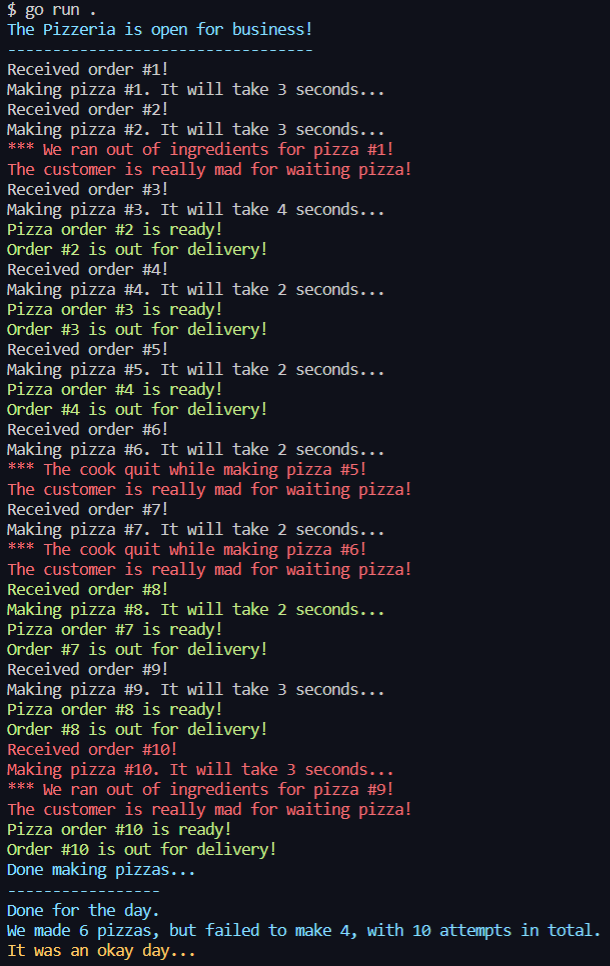 $ go run .
The Pizzeria is open for business!
----------------------------------
Received order #1!
Making pizza #1. It will take 3 seconds...
Received order #2!
Making pizza #2. It will take 3 seconds...
*** We ran out of ingredients for pizza #1!
The customer is really mad for waiting pizza!
Received order #3!
Making pizza #3. It will take 4 seconds...
Pizza order #2 is ready!
Order #2 is out for delivery!
Received order #4!
Making pizza #4. It will take 2 seconds...
Pizza order #3 is ready!
Order #3 is out for delivery!
Received order #5!
Making pizza #5. It will take 2 seconds...
Pizza order #4 is ready!
Order #4 is out for delivery!
Received order #6!
Making pizza #6. It will take 2 seconds...
*** The cook quit while making pizza #5!
The customer is really mad for waiting pizza!
Received order #7!
Making pizza #7. It will take 2 seconds...
*** The cook quit while making pizza #6!
The customer is really mad for waiting pizza!
Received order #8!
Making pizza #8. It will take 2 seconds...
Pizza order #7 is ready!
Order #7 is out for delivery!
Received order #9!
Making pizza #9. It will take 3 seconds...
Pizza order #8 is ready!
Order #8 is out for delivery!
Received order #10!
Making pizza #10. It will take 3 seconds...
*** We ran out of ingredients for pizza #9!
The customer is really mad for waiting pizza!
Pizza order #10 is ready!
Order #10 is out for delivery!
Done making pizzas...
-----------------
Done for the day.
We made 6 pizzas, but failed to make 4, with 10 attempts in total.
It was an okay day...